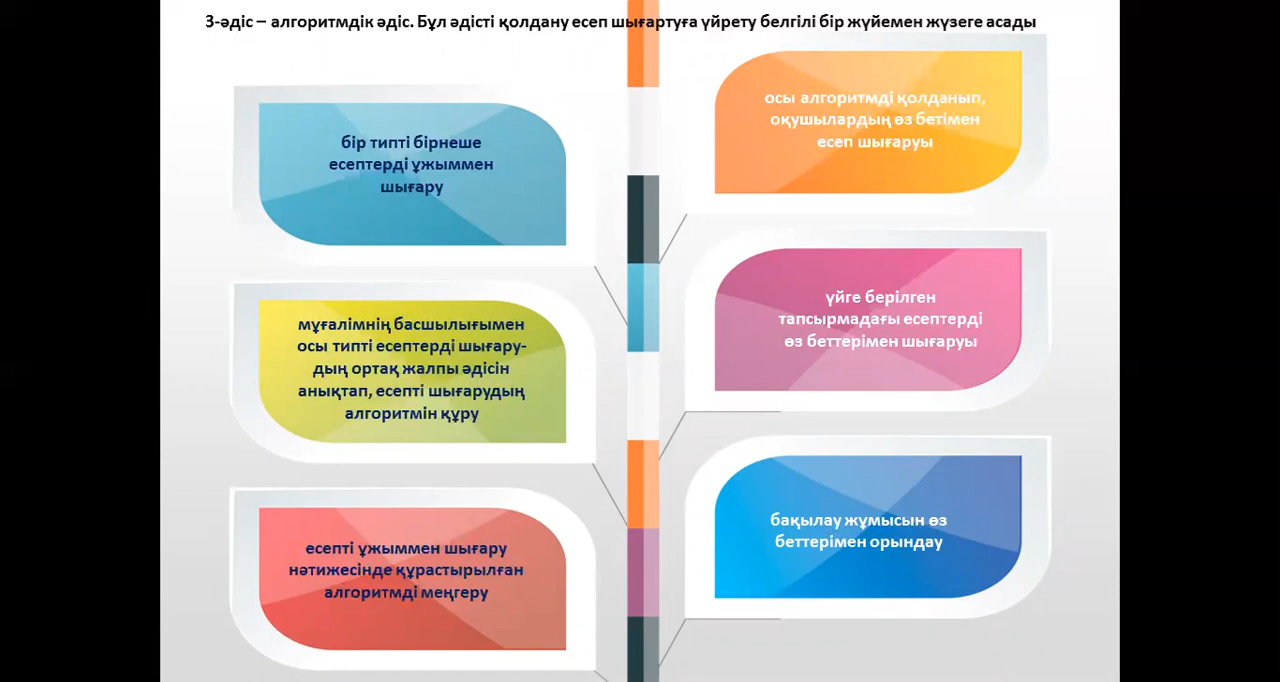 3-әдіс – алгоритмдік әдіс. Бұл әдісті қолдану есеп шығартуға үйрету белгілі бір жүйемен жүзеге асады
бір типті бірнеше
есептерді ұжыммен
шығару
мұғалімнің басшылығымен
осы типті есептерді шығару-
дың ортақ жалпы әдісін
анықтап, есепті шығарудың
алгоритмін құру
есепті ұжыммен шығару
нәтижесінде құрастырылған
алгоритмді меңгеру
осы алгоритмді қолданып,
оқушылардың өз бетімен
есеп шығаруы
үйге берілген
тапсырмадағы есептерді
өз беттерімен шығаруы
бақылау жұмысын өз
беттерімен орындау